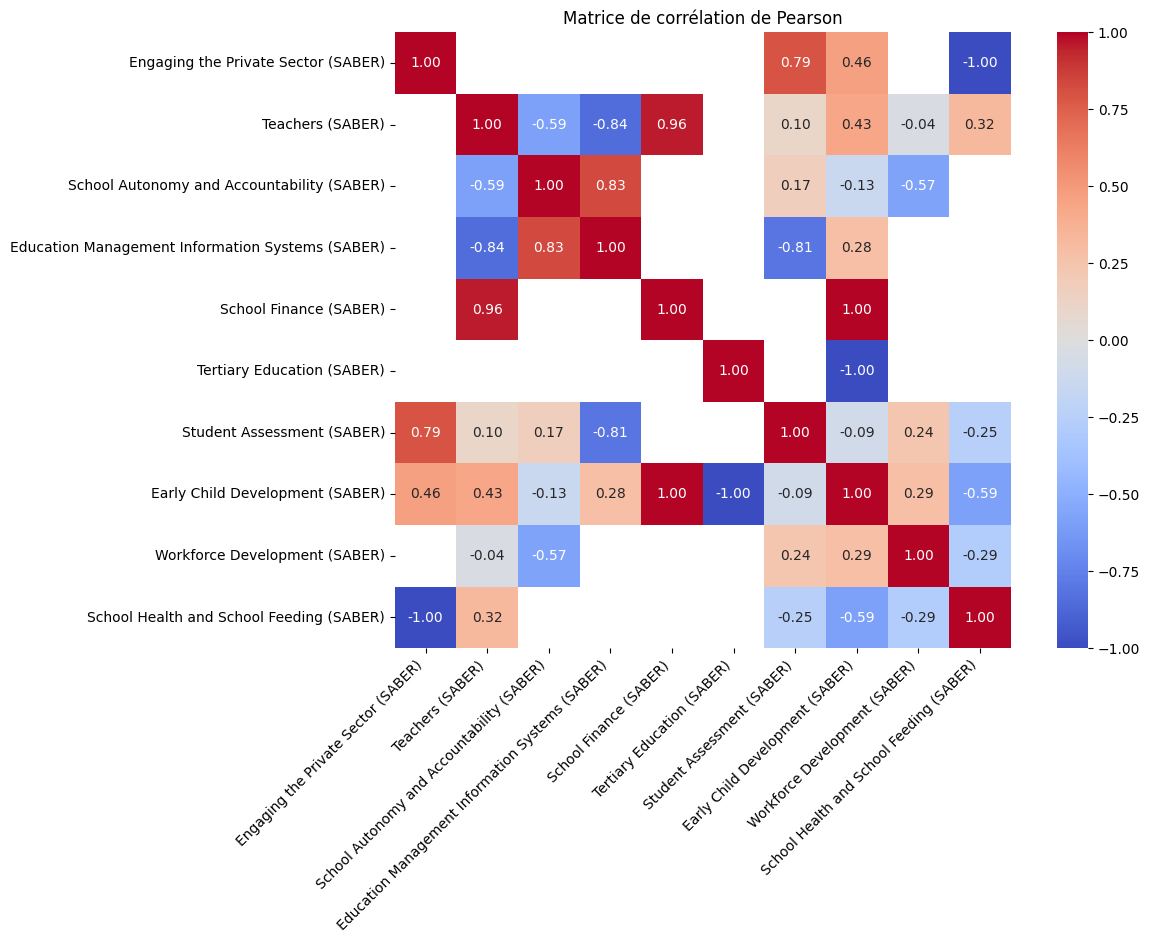 Matrice de corrélation de Pearson
Engaging the Private Sector (SABER) 1.00 0.79 0.46 -1.00
Teachers (SABER) 1.00 -0.59 -0.84 0.96 0.10 0.43 -0.04 0.32
School Autonomy and Accountability (SABER) -0.59 1.00 0.83 0.17 -0.13 -0.57
Education Management Information Systems (SABER) -0.84 0.83 1.00 -0.81 0.28
School Finance (SABER) 0.96 1.00 1.00
Tertiary Education (SABER) 1.00 -1.00
Student Assessment (SABER) 0.79 0.10 0.17 -0.81 1.00 -0.09 0.24 -0.25
Early Child Development (SABER) 0.46 0.43 -0.13 0.28 1.00 -1.00 -0.09 1.00 0.29 -0.59
Workforce Development (SABER) -0.04 -0.57 0.24 0.29 1.00 -0.29
School Health and School Feeding (SABER) -1.00 0.32 -0.25 -0.59 -0.29 1.00
Engaging the Private Sector (SABER)
Teachers (SABER)
School Autonomy and Accountability (SABER)
Education Management Information Systems (SABER)
School Finance (SABER)
Tertiary Education (SABER)
Student Assessment (SABER)
Early Child Development (SABER)
Workforce Development (SABER)
School Health and School Feeding (SABER)
1.00
0.75
0.50
0.25
0.00
−0.25
−0.50
−0.75
−1.00